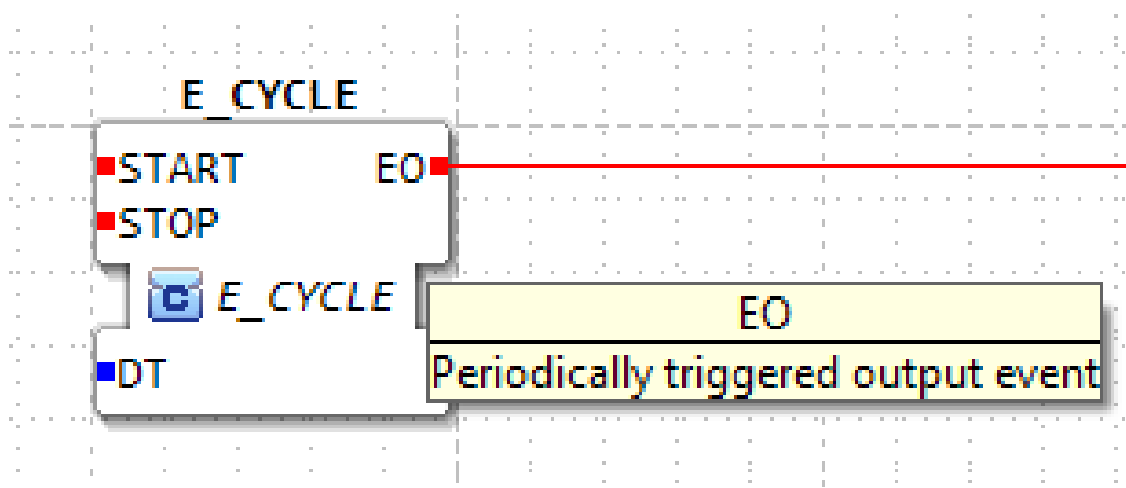 E_CYCLE
START EO
STOP
C E_CYCLE
EO
DT
Periodically triggered output event